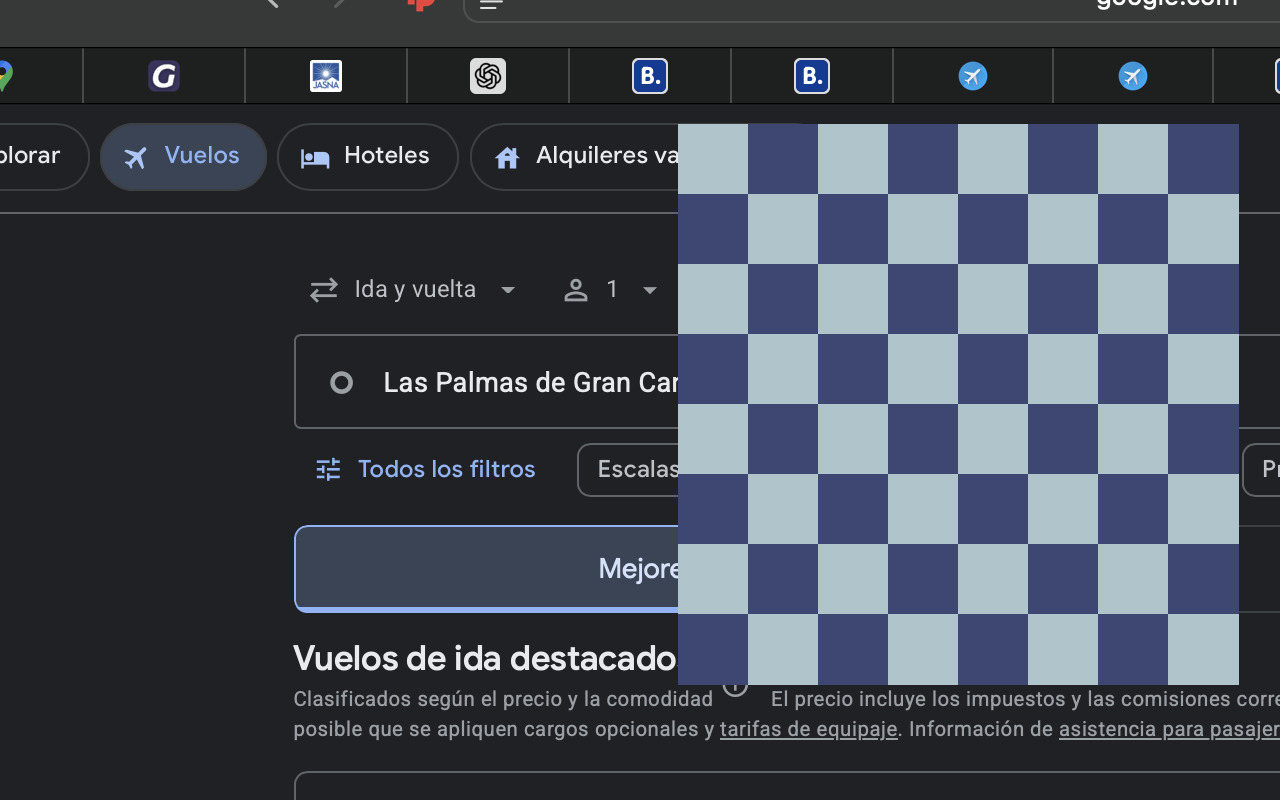 google.com
G
JASNA
B.
B.
plorar
Vuelos
Hoteles
Alquileres va
Ida y vuelta
1
Las Palmas de Gran Car
Todos los filtros
Escalas
Pr
Mejore
Vuelos de ida destacado
Clasificados según el precio y la comodidad
El precio incluye los impuestos y las comisiones corre
posible que se apliquen cargos opcionales y tarifas de equipaje. Información de asistencia para pasajer